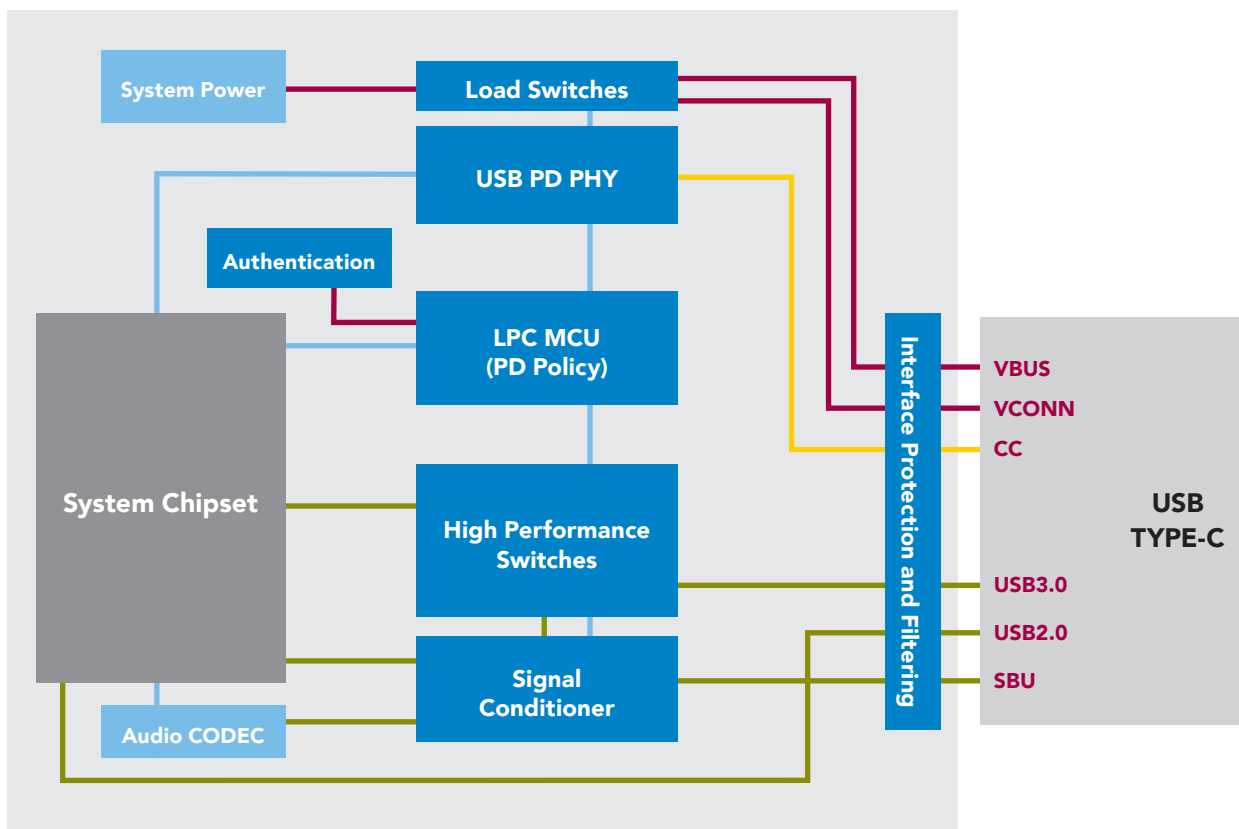 System Power
Load Switches
USB PD PHY
Authentication
LPC MCU
(PD Policy)
System Chipset
High Performance
Switches
Signal
Conditioner
Audio CODEC
Interface Protection and Filtering
VBUS
VCONN
CC
USB
TYPE-C
USB3.0
USB2.0
SBU